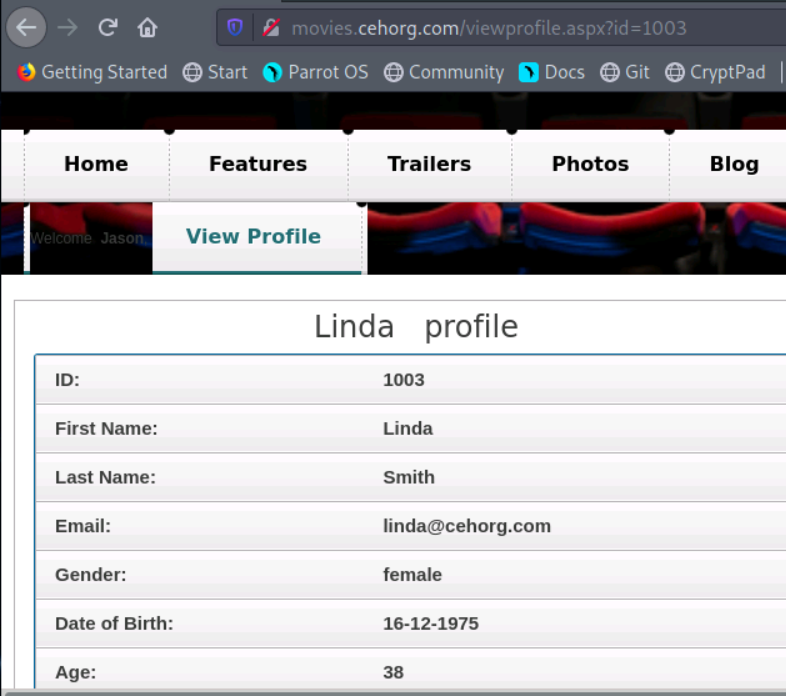 movies.cehorg.com/viewprofile.aspx?id=1003
Getting Started Start Parrot OS Community Docs Git CryptPad
Home Features Trailers Photos Blog
Welcome Jason, View Profile
Linda profile
ID: 1003
First Name: Linda
Last Name: Smith
Email: linda@cehorg.com
Gender: female
Date of Birth: 16-12-1975
Age: 38